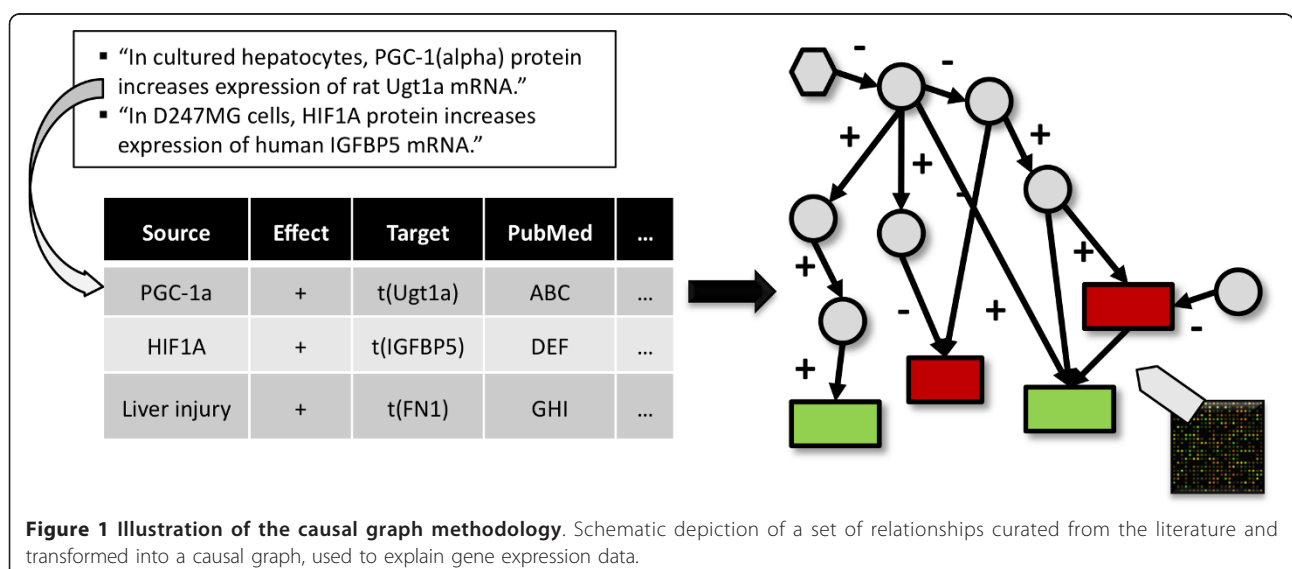 ▪ “In cultured hepatocytes, PGC-1(alpha) protein
increases expression of rat Ugt1a mRNA.”
▪ “In D247MG cells, HIF1A protein increases
expression of human IGFBP5 mRNA.”
Source Effect Target PubMed ...
PGC-1a + t(Ugt1a) ABC ...
HIF1A + t(IGFBP5) DEF ...
Liver injury + t(FN1) GHI ...
- -
+ + - +
+ - + + -
+
Figure 1 Illustration of the causal graph methodology. Schematic depiction of a set of relationships curated from the literature and
transformed into a causal graph, used to explain gene expression data.